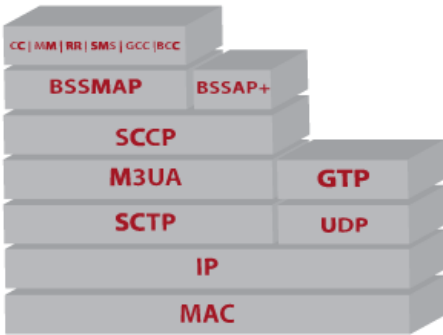 CC | MM | RR | SMS | GCC | BCC
BSSMAP BSSAP+
SCCP
M3UA GTP
SCTP UDP
IP
MAC